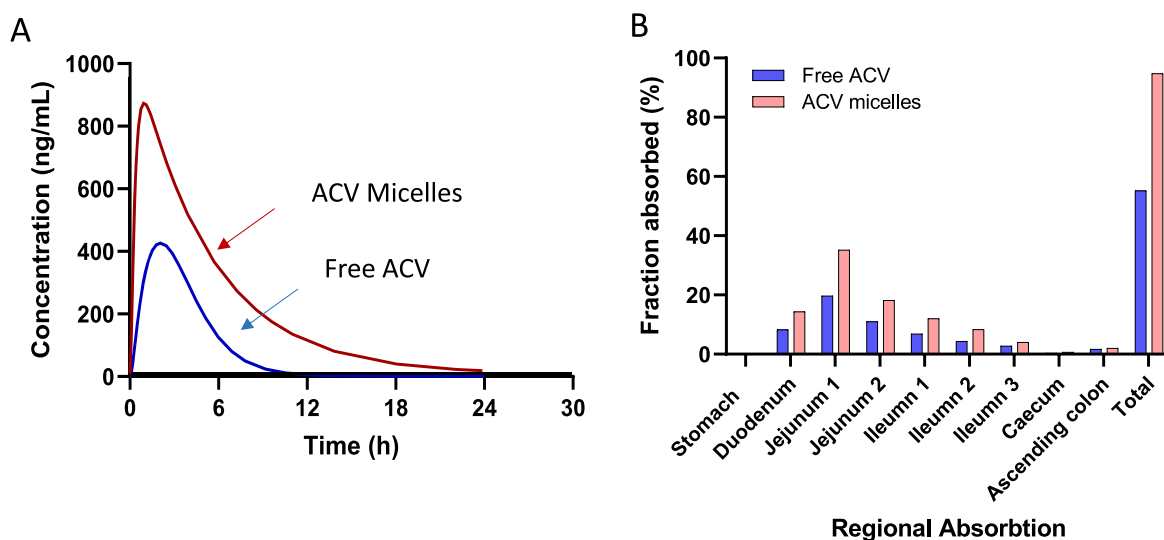 A
Concentration (ng/mL)
1000
800
600
400
200
0
ACV Micelles
Free ACV
0 6 12 18 24 30
Time (h)
B
Fraction absorbed (%)
100
80
60
40
20
0
Free ACV
ACV micelles
Stomach
Duodenum
Jejunum 1
Jejunum 2
Ileumn 1
Ileumn 2
Ileumn 3
Caecum
Ascending colon
Total
Regional Absorbtion